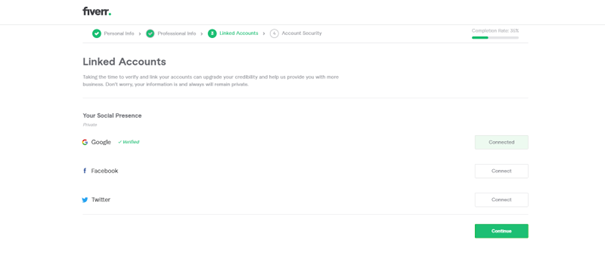 fiverr.
Personal Info
Professional Info
3 Linked Accounts
4 Account Security
Completion Rate: 30%
Linked Accounts
Taking the time to verify and link your accounts can upgrade your credibility and help us provide you with more
business. Don't worry, your information is and always will remain private.
Your Social Presence
Private
Google ✓ Verified Connected
Facebook Connect
Twitter Connect
Continue